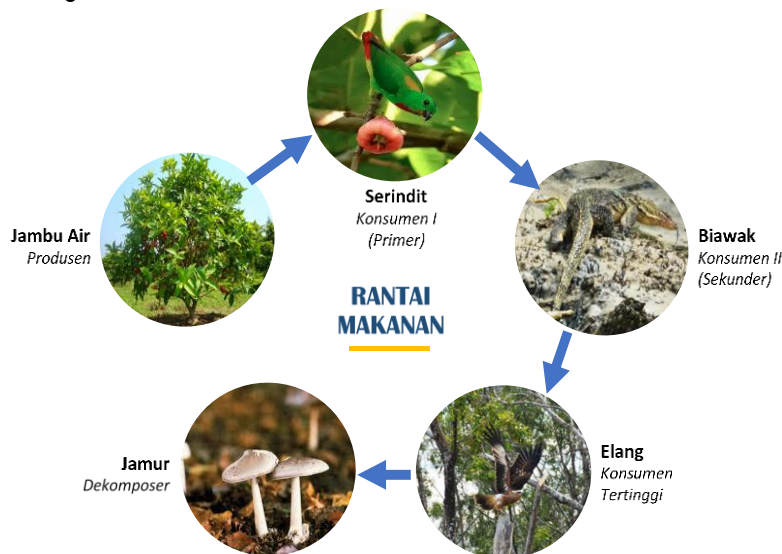 Serindit
Konsumen I
(Primer)
Jambu Air
Produsen
Biawak
Konsumen II
(Sekunder)
RANTAI
MAKANAN
Jamur
Dekomposer
Elang
Konsumen
Tertinggi